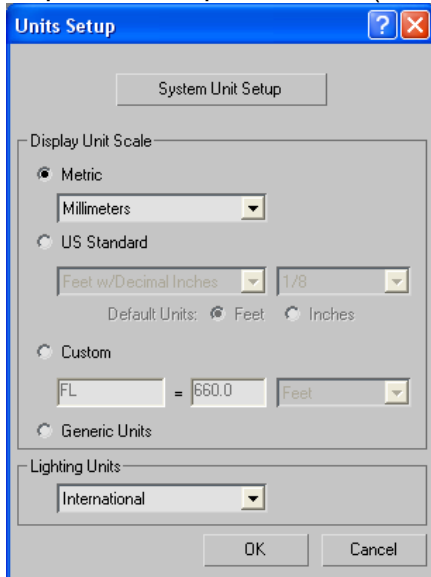 Units Setup
System Unit Setup
Display Unit Scale
Metric
Millimeters
US Standard
Feet w/Decimal Inches 1/8
Default Units: Feet Inches
Custom
FL = 660.0 Feet
Generic Units
Lighting Units
International
OK Cancel